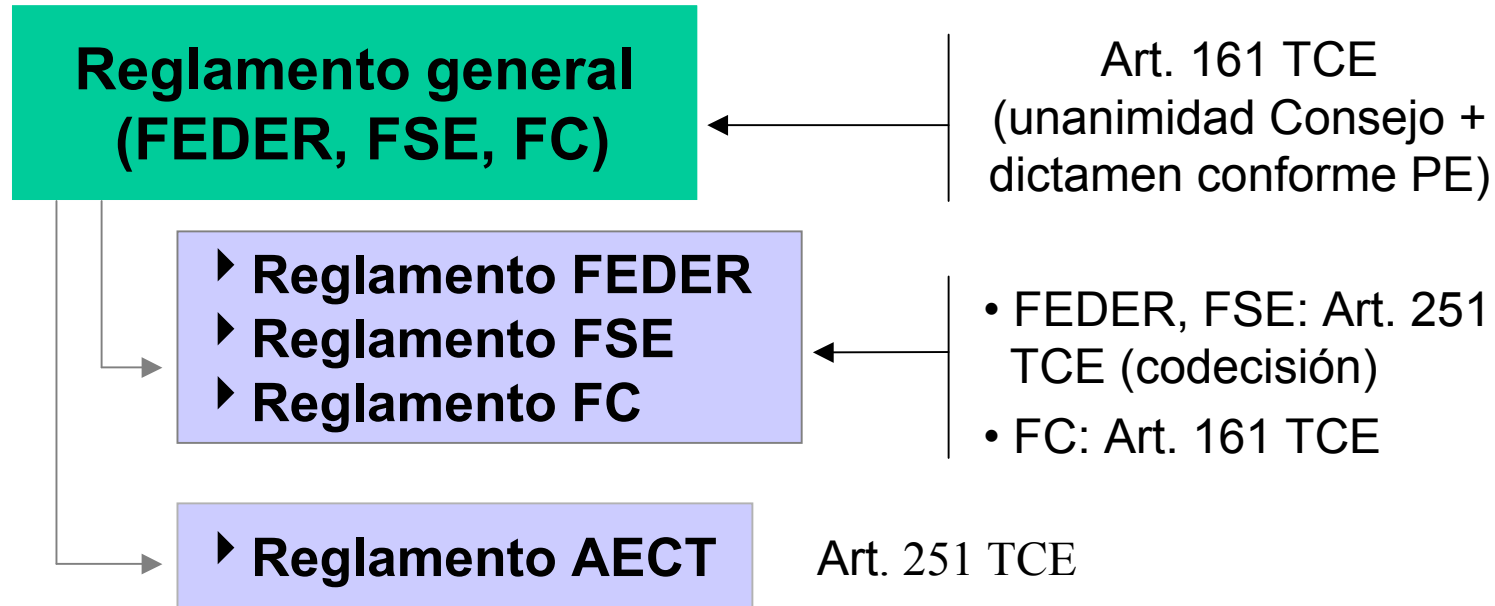 Reglamento general
(FEDER, FSE, FC)
Art. 161 TCE
(unanimidad Consejo +
dictamen conforme PE)
Reglamento FEDER
Reglamento FSE
Reglamento FC
• FEDER, FSE: Art. 251
TCE (codecisión)
• FC: Art. 161 TCE
Reglamento AECT
Art. 251 TCE